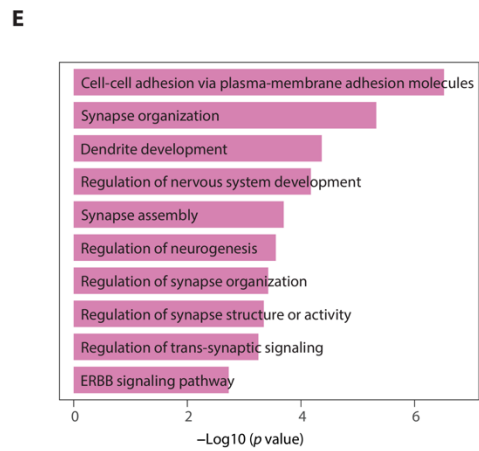 E
Cell-cell adhesion via plasma-membrane adhesion molecules
Synapse organization
Dendrite development
Regulation of nervous system development
Synapse assembly
Regulation of neurogenesis
Regulation of synapse organization
Regulation of synapse structure or activity
Regulation of trans-synaptic signaling
ERBB signaling pathway
0 2 4 6
−Log10 (p value)